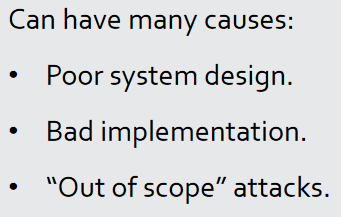 Can have many causes:
• Poor system design.
• Bad implementation.
• “Out of scope” attacks.